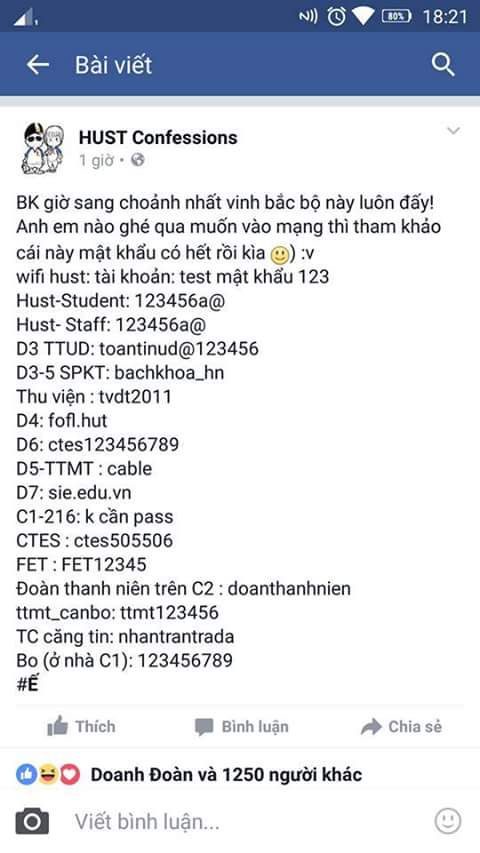 80% 18:21
Bài viết
HUST Confessions
1 giờ
BK giờ sang choảnh nhất vinh bắc bộ này luôn đấy!
Anh em nào ghé qua muốn vào mạng thì tham khảo
cái này mật khẩu có hết rồi kìa 🙂) :v
wifi hust: tài khoản: test mật khẩu 123
Hust-Student: 123456a@
Hust- Staff: 123456a@
D3 TTUD: toantinud@123456
D3-5 SPKT: bachkhoa_hn
Thu viện : tvdt2011
D4: fofl.hut
D6: ctes123456789
D5-TTMT : cable
D7: sie.edu.vn
C1-216: k cần pass
CTES : ctes505506
FET : FET12345
Đoàn thanh niên trên C2 : doanthanhnien
ttmt_canbo: ttmt123456
TC căng tin: nhantrantrada
Bo (ở nhà C1): 123456789
#Ế
Thích Bình luận Chia sẻ
Doanh Đoàn và 1250 người khác
Viết bình luận...